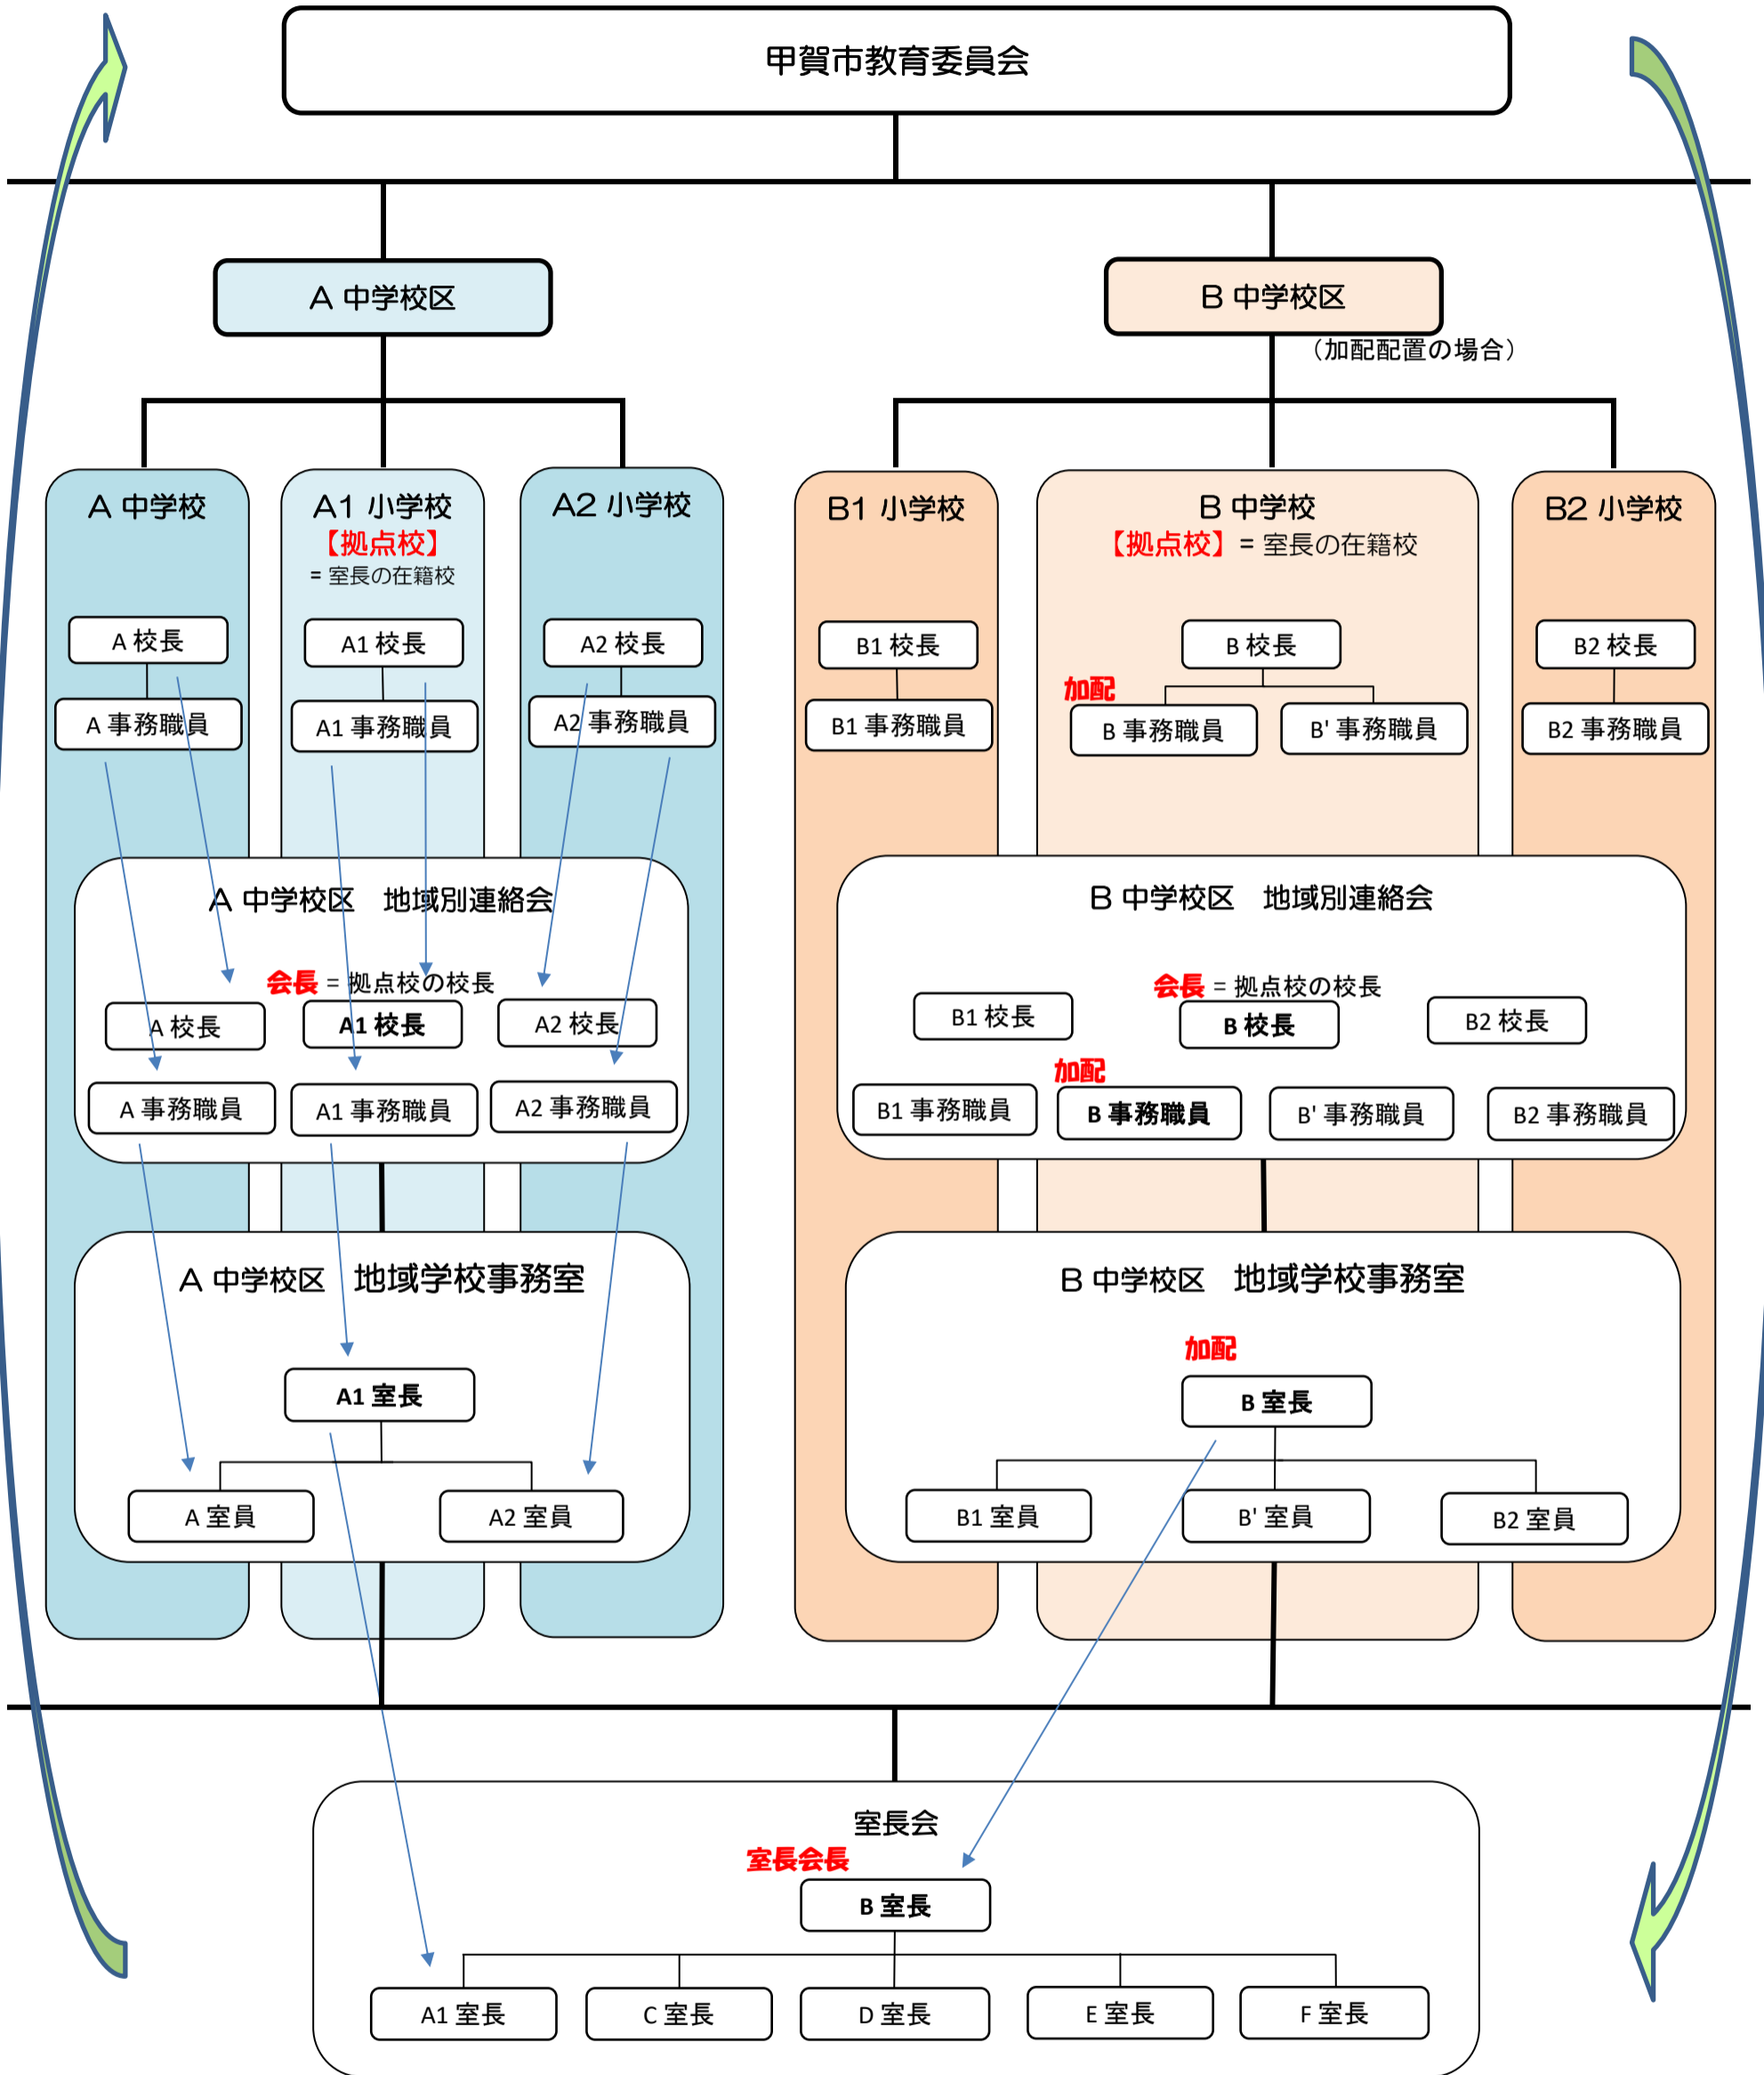 甲賀市教育委員会
A 中学校区
B 中学校区
（加配配置の場合）
A 中学校
A1 小学校
【拠点校】
= 室長の在籍校
A2 小学校
B1 小学校
B 中学校
【拠点校】= 室長の在籍校
B2 小学校
A 校長
A1 校長
A2 校長
B1 校長
B 校長
B2 校長
加配
A 事務職員
A1 事務職員
A2 事務職員
B1 事務職員
B 事務職員
B' 事務職員
B2 事務職員
A 中学校区　地域別連絡会
会長 = 拠点校の校長
A 校長
A1 校長
A2 校長
A 事務職員
A1 事務職員
A2 事務職員
B 中学校区　地域別連絡会
会長 = 拠点校の校長
B1 校長
B 校長
B2 校長
加配
B1 事務職員
B 事務職員
B' 事務職員
B2 事務職員
A 中学校区　地域学校事務室
A1 室長
A 室員
A2 室員
B 中学校区　地域学校事務室
加配
B 室長
B1 室員
B' 室員
B2 室員
室長会
室長会長
B 室長
A1 室長
C 室長
D 室長
E 室長
F 室長